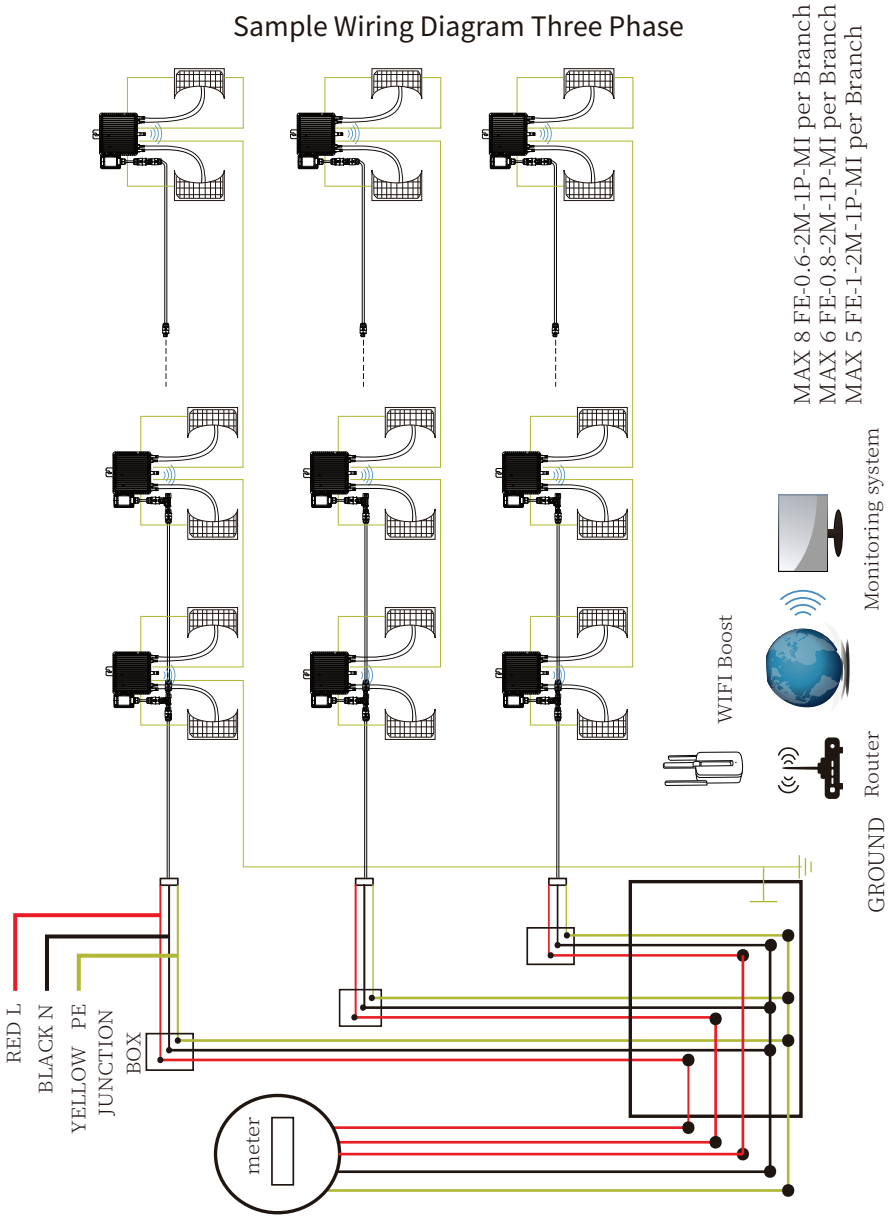 Sample Wiring Diagram Three Phase
MAX 8 FE-0.6-2M-1P-MI per Branch
MAX 6 FE-0.8-2M-1P-MI per Branch
MAX 5 FE-1-2M-1P-MI per Branch
Monitoring system
WIFI Boost
Router
GROUND
RED L
BLACK N
YELLOW PE
JUNCTION
BOX
meter